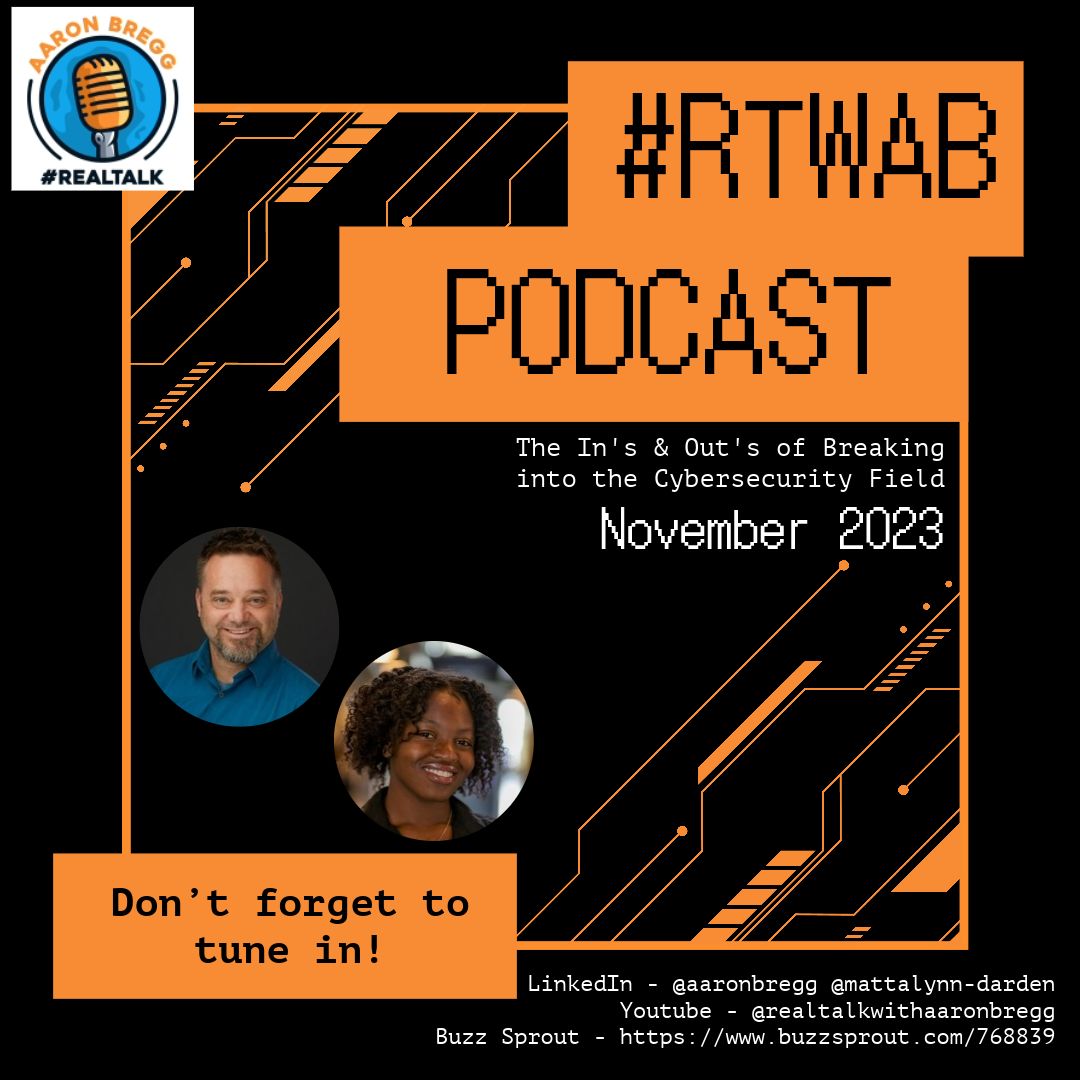 AARON BREGG
#REALTALK
#RTWAB
PODCAST
The In's & Out's of Breaking
into the Cybersecurity Field
November 2023
Don’t forget to
tune in!
LinkedIn - @aaronbregg @mattalynn-darden
Youtube - @realtalkwithaaronbregg
Buzz Sprout - https://www.buzzsprout.com/768839